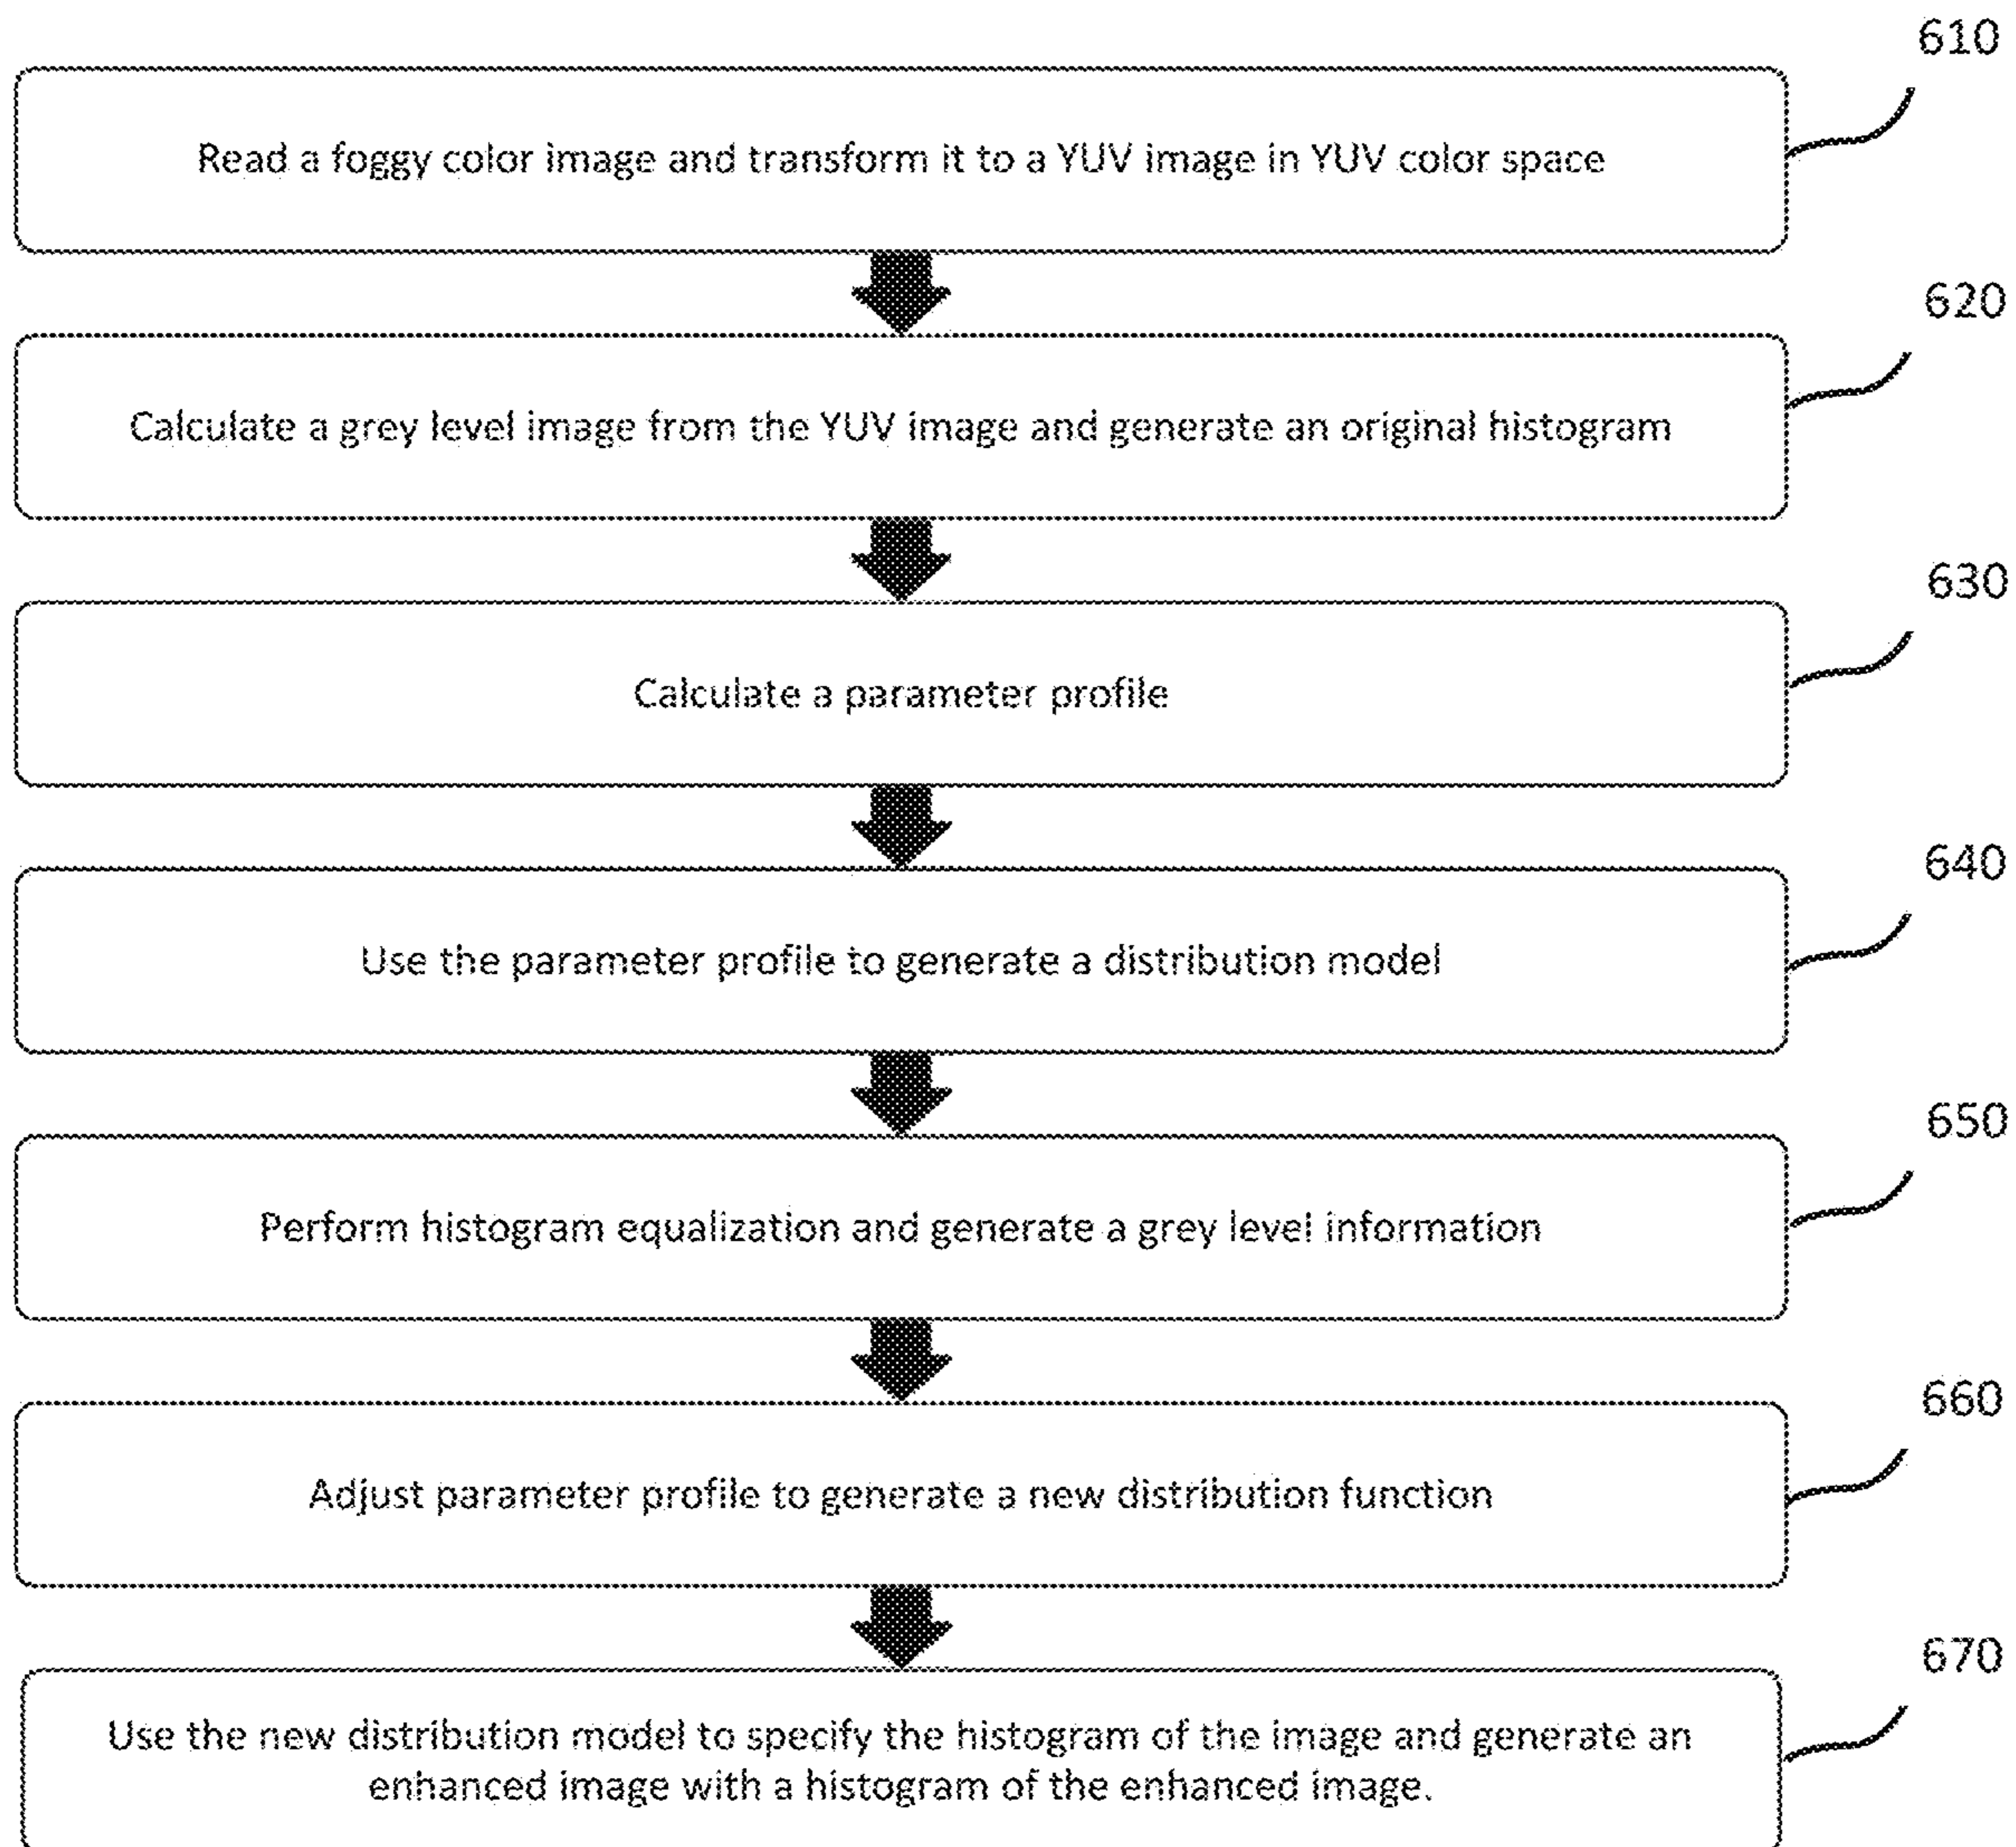 610
Read a foggy color image and transform it to a YUV image in YUV color space
620
Calculate a grey level image from the YUV image and generate an original histogram
630
Calculate a parameter profile
640
Use the parameter profile to generate a distribution model
650
Perform histogram equalization and generate a grey level information
660
Adjust parameter profile to generate a new distribution function
670
Use the new distribution model to specify the histogram of the image and generate an
enhanced image with a histogram of the enhanced image.